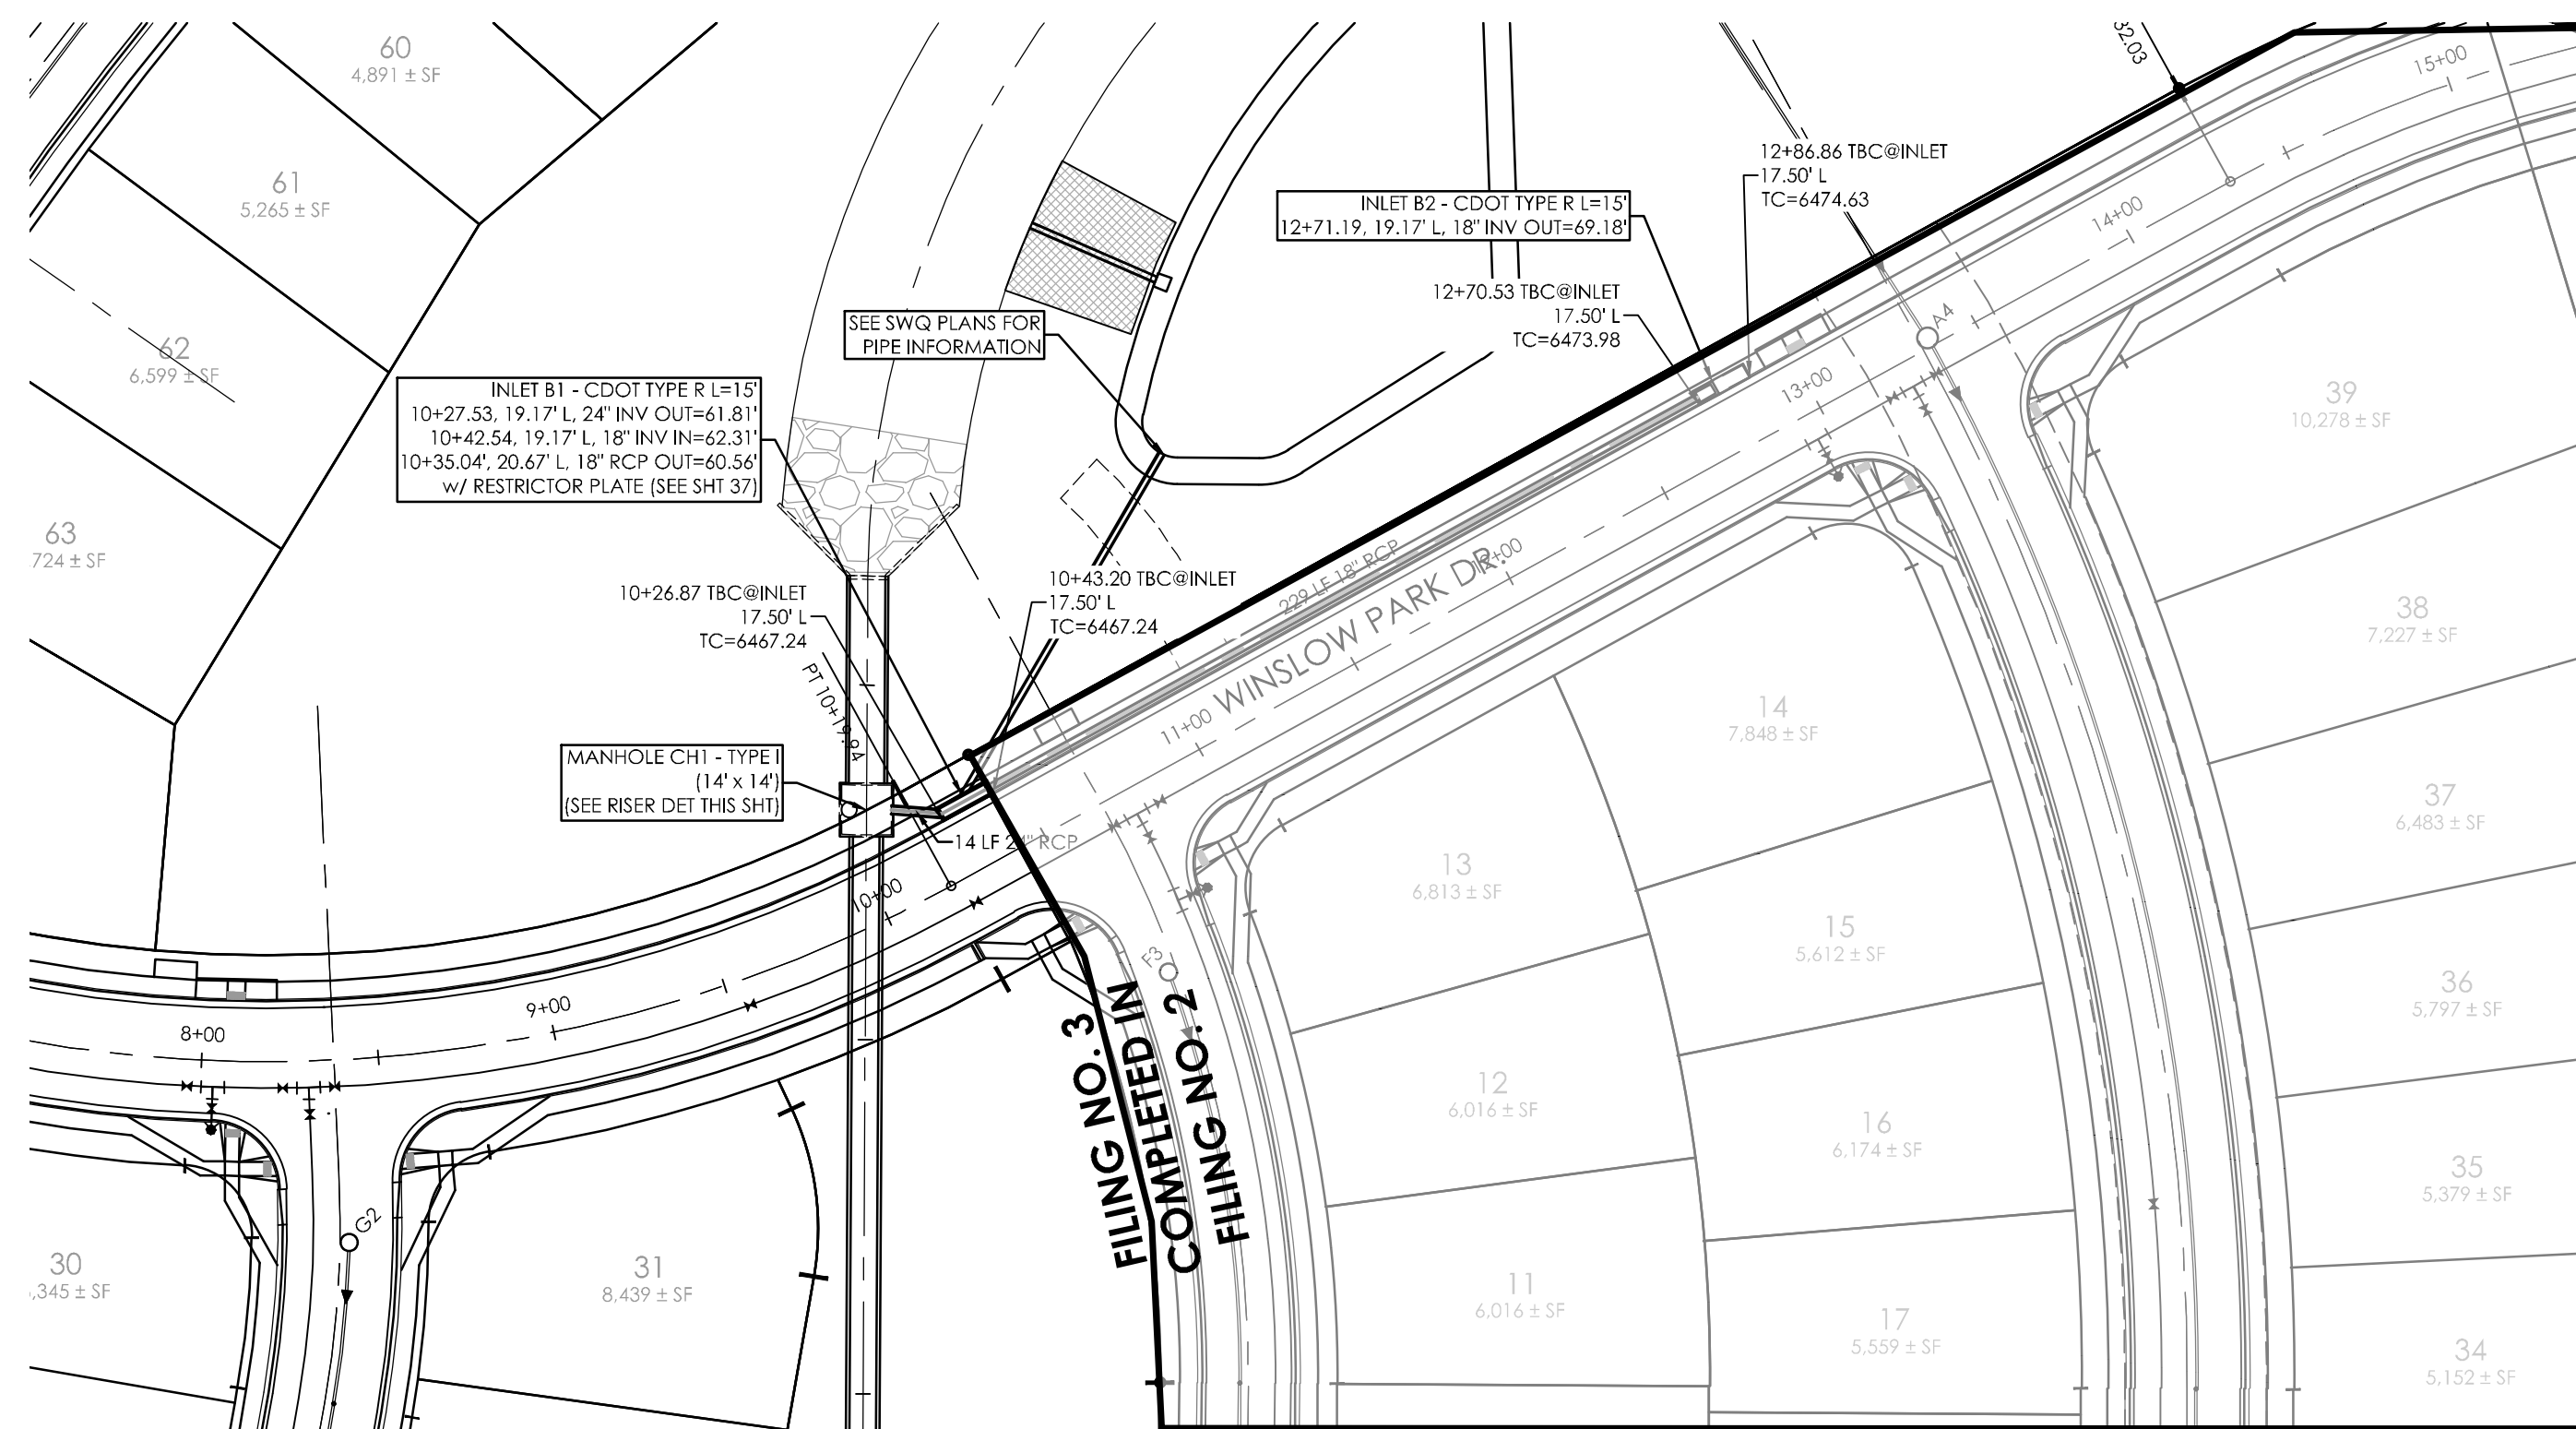 60
4,891 ± SF
61
5,265 ± SF
62
6,599 ± SF
63
724 ± SF
32.03
15+00
14+00
13+00
12+86.86 TBC@INLET
17.50' L
TC=6474.63
INLET B2 - CDOT TYPE R L=15'
12+71.19, 19.17' L, 18" INV OUT=69.18'
12+70.53 TBC@INLET
17.50' L
TC=6473.98
SEE SWQ PLANS FOR
PIPE INFORMATION
INLET B1 - CDOT TYPE R L=15'
10+27.53, 19.17' L, 24" INV OUT=61.81'
10+42.54, 19.17' L, 18" INV IN=62.31'
10+35.04', 20.67' L, 18" RCP OUT=60.56'
w/ RESTRICTOR PLATE (SEE SHT 37)
10+26.87 TBC@INLET
17.50' L
TC=6467.24
10+43.20 TBC@INLET
17.50' L
TC=6467.24
PT 10+19.94
MANHOLE CH1 - TYPE I
(14' x 14')
(SEE RISER DET THIS SHT)
14 LF 24" RCP
229 LF 18" RCP
WINSLOW PARK DR.
12+00
11+00
10+00
9+00
8+00
A4
F3
G2
FILING NO. 3
COMPLETED IN
FILING NO. 2
39
10,278 ± SF
38
7,227 ± SF
37
6,483 ± SF
36
5,797 ± SF
35
5,379 ± SF
34
5,152 ± SF
14
7,848 ± SF
13
6,813 ± SF
15
5,612 ± SF
12
6,016 ± SF
16
6,174 ± SF
11
6,016 ± SF
17
5,559 ± SF
30
,345 ± SF
31
8,439 ± SF